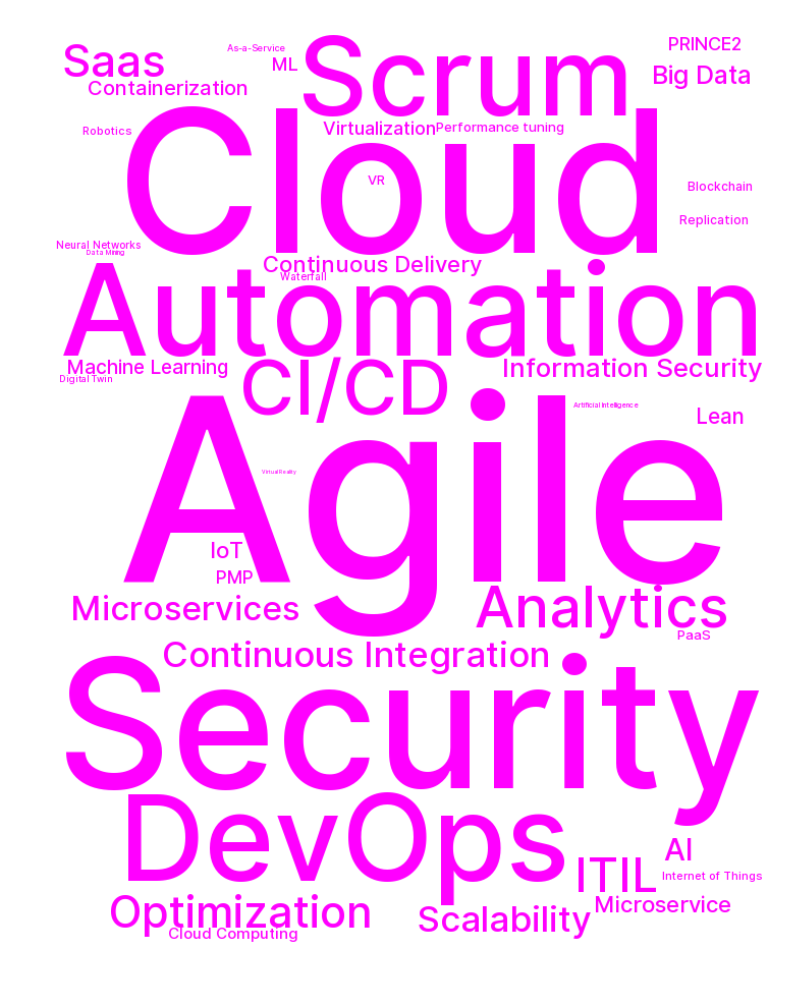 As-a-Service
PRINCE2
Saas
ML
Scrum
Big Data
Containerization
Robotics
Virtualization
Performance tuning
Cloud
VR
Blockchain
Replication
Neural Networks
Data Mining
Continuous Delivery
Waterfall
Automation
Machine Learning
Information Security
Digital Twin
CI/CD
Artificial Intelligence
Lean
Virtual Reality
Agile
IoT
PMP
Microservices
Analytics
PaaS
Continuous Integration
Security
DevOps
AI
ITIL
Internet of Things
Microservice
Optimization
Scalability
Cloud Computing